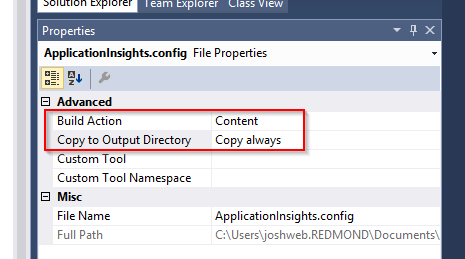 Solution Explorer Team Explorer Class View
Properties
ApplicationInsights.config File Properties
Advanced
Build Action Content
Copy to Output Directory Copy always
Custom Tool
Custom Tool Namespace
Misc
File Name ApplicationInsights.config
Full Path C:\Users\joshweb.REDMOND\Documents\